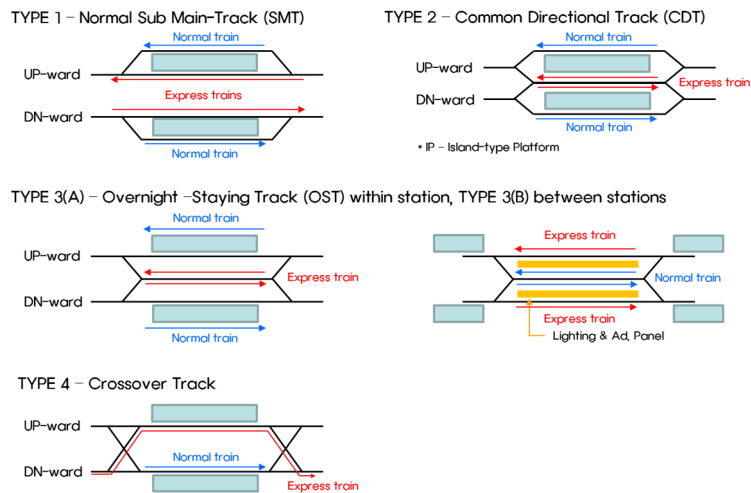 TYPE 1 – Normal Sub Main-Track (SMT)
Normal train
UP-ward
Express trains
DN-ward
Normal train
TYPE 2 – Common Directional Track (CDT)
Normal train
UP-ward
Express train
DN-ward
Normal train
* IP – Island-type Platform
TYPE 3(A) – Overnight –Staying Track (OST) within station, TYPE 3(B) between stations
Normal train
UP-ward
Express train
DN-ward
Normal train
Express train
Normal train
Express train
Lighting & Ad. Panel
TYPE 4 – Crossover Track
UP-ward
Normal train
DN-ward
Express train